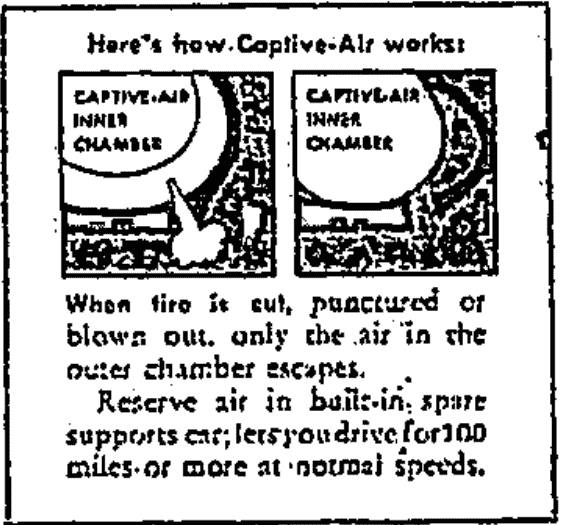 Here's how Captive-Air works:
CAPTIVE-AIR
INNER
CHAMBER
CAPTIVE-AIR
INNER
CHAMBER
When tire is cut, punctured or
blown out, only the air in the
outer chamber escapes.
Reserve air in built-in, spare
supports car; lets you drive for 100
miles or more at normal speeds.